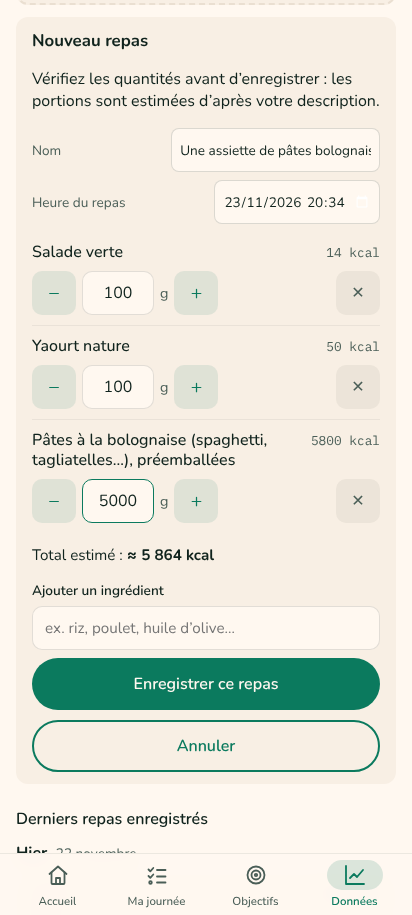 Nouveau repas
Vérifiez les quantités avant d’enregistrer : les
portions sont estimées d’après votre description.
Nom
Une assiette de pâtes bolognais
Heure du repas
23/11/2026 20:34
Salade verte
14 kcal
− 100 g + ×
Yaourt nature
50 kcal
− 100 g + ×
Pâtes à la bolognaise (spaghetti,
tagliatelles...), préemballées
5800 kcal
− 5000 g + ×
Total estimé : ≈ 5 864 kcal
Ajouter un ingrédient
ex. riz, poulet, huile d’olive...
Enregistrer ce repas
Annuler
Derniers repas enregistrés
Hier 22 novembre
Accueil
Ma journée
Objectifs
Données